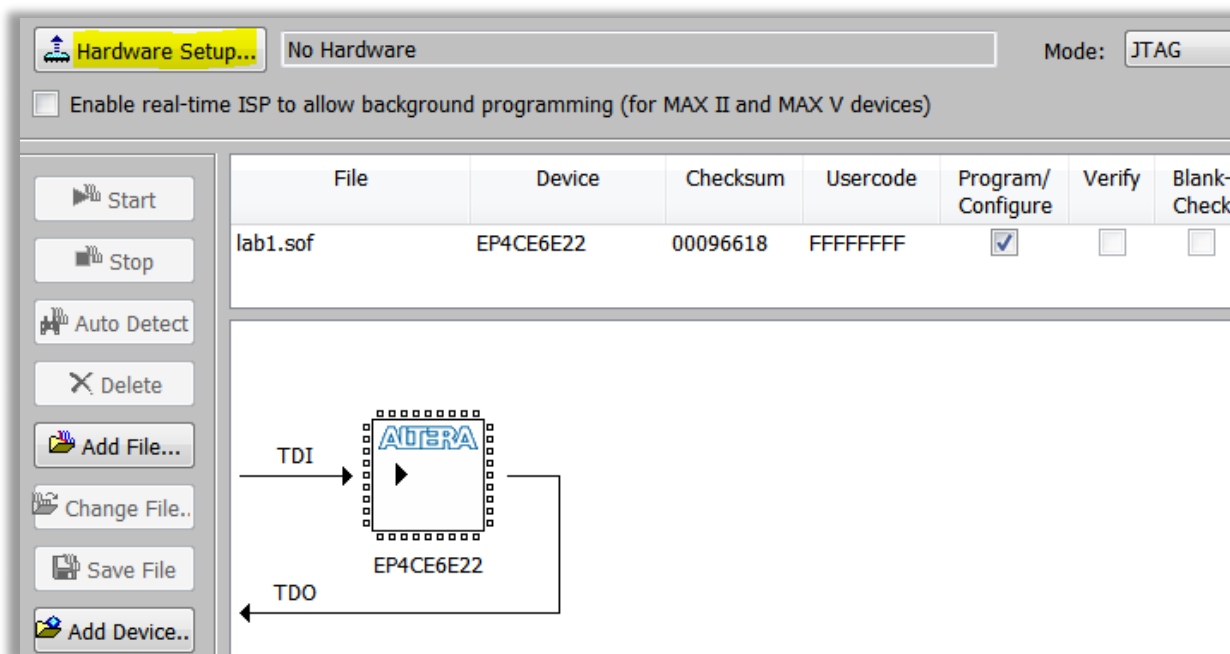 Hardware Setup... No Hardware Mode: JTAG
Enable real-time ISP to allow background programming (for MAX II and MAX V devices)
File Device Checksum Usercode Program/ Verify Blank-
Configure Check
lab1.sof EP4CE6E22 00096618 FFFFFFFF
Start
Stop
Auto Detect
Delete
Add File...
Change File..
Save File
Add Device..
ALTERA
TDI
EP4CE6E22
TDO